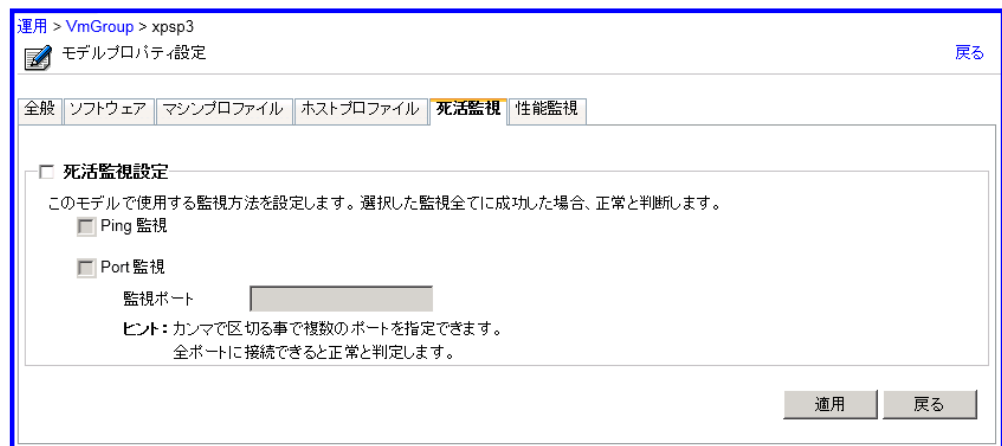 運用 > VmGroup > xpsp3
モデルプロパティ設定 戻る
全般 ソフトウェア マシンプロファイル ホストプロファイル 死活監視 性能監視
死活監視設定
このモデルで使用する監視方法を設定します。選択した監視全てに成功した場合、正常と判断します。
Ping 監視
Port 監視
監視ポート
ヒント：カンマで区切る事で複数のポートを指定できます。
全ポートに接続できると正常と判定します。
適用 戻る